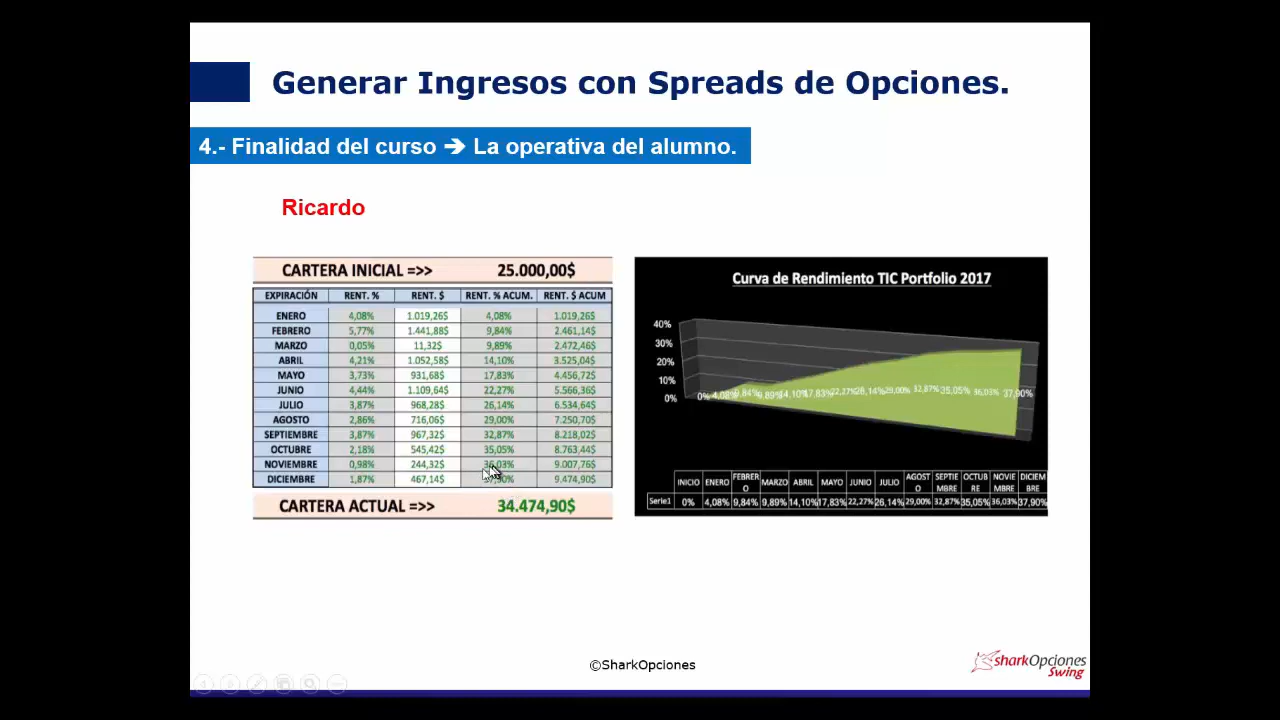 Generar Ingresos con Spreads de Opciones.
4.- Finalidad del curso ➔ La operativa del alumno.
Ricardo
CARTERA INICIAL =>> 25.000,00$
EXPIRACIÓN RENT. % RENT. $ RENT. % ACUM. RENT. $ ACUM
ENERO 4,08% 1.019,26$ 4,08% 1.019,26$
FEBRERO 5,77% 1.441,88$ 9,84% 2.461,14$
MARZO 0,05% 11,32$ 9,89% 2.472,46$
ABRIL 4,21% 1.052,58$ 14,10% 3.525,04$
MAYO 3,73% 931,68$ 17,83% 4.456,72$
JUNIO 4,44% 1.109,64$ 22,27% 5.566,36$
JULIO 3,87% 968,28$ 26,14% 6.534,64$
AGOSTO 2,86% 716,06$ 29,00% 7.250,70$
SEPTIEMBRE 3,87% 967,32$ 32,87% 8.218,02$
OCTUBRE 2,18% 545,42$ 35,05% 8.763,44$
NOVIEMBRE 0,98% 244,32$ 36,03% 9.007,76$
DICIEMBRE 1,87% 467,14$ 9.474,90$
CARTERA ACTUAL =>> 34.474,90$
Curva de Rendimiento TIC Portfolio 2017
40%
30%
20%
10%
0%
0% 4,08% 9,84% 9,89% 14,10% 17,83% 22,27% 26,14% 29,00% 32,87% 35,05% 36,03% 37,90%
INICIO ENERO FEBRER O MARZO ABRIL MAYO JUNIO JULIO AGOST O SEPTIE MBRE OCTUB RE NOVIE MBRE DICIEM BRE
Serie1 0% 4,08% 9,84% 9,89% 14,10% 17,83% 22,27% 26,14% 29,00% 32,87% 35,05% 36,03% 37,90%
©SharkOpciones
sharkOpciones
Swing